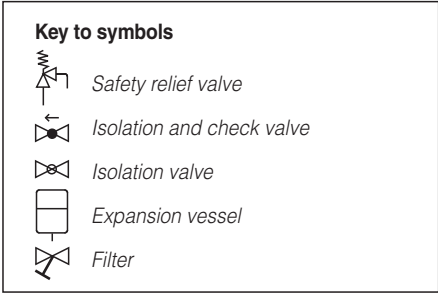 Key to symbols
Safety relief valve
Isolation and check valve
Isolation valve
Expansion vessel
Filter